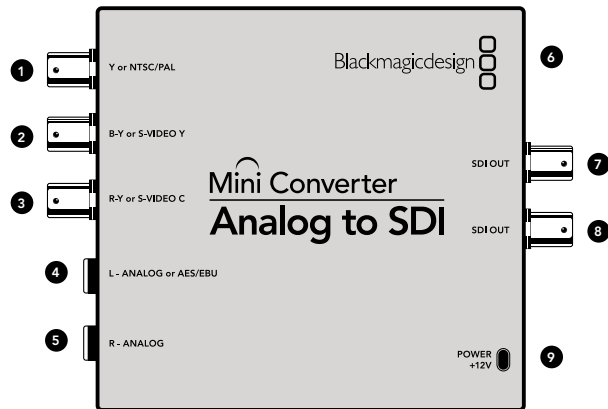 1
Y or NTSC/PAL
Blackmagicdesign
6
2
B-Y or S-VIDEO Y
SDI OUT
7
3
R-Y or S-VIDEO C
Mini Converter
Analog to SDI
SDI OUT
8
4
L - ANALOG or AES/EBU
5
R - ANALOG
POWER
+12V
9